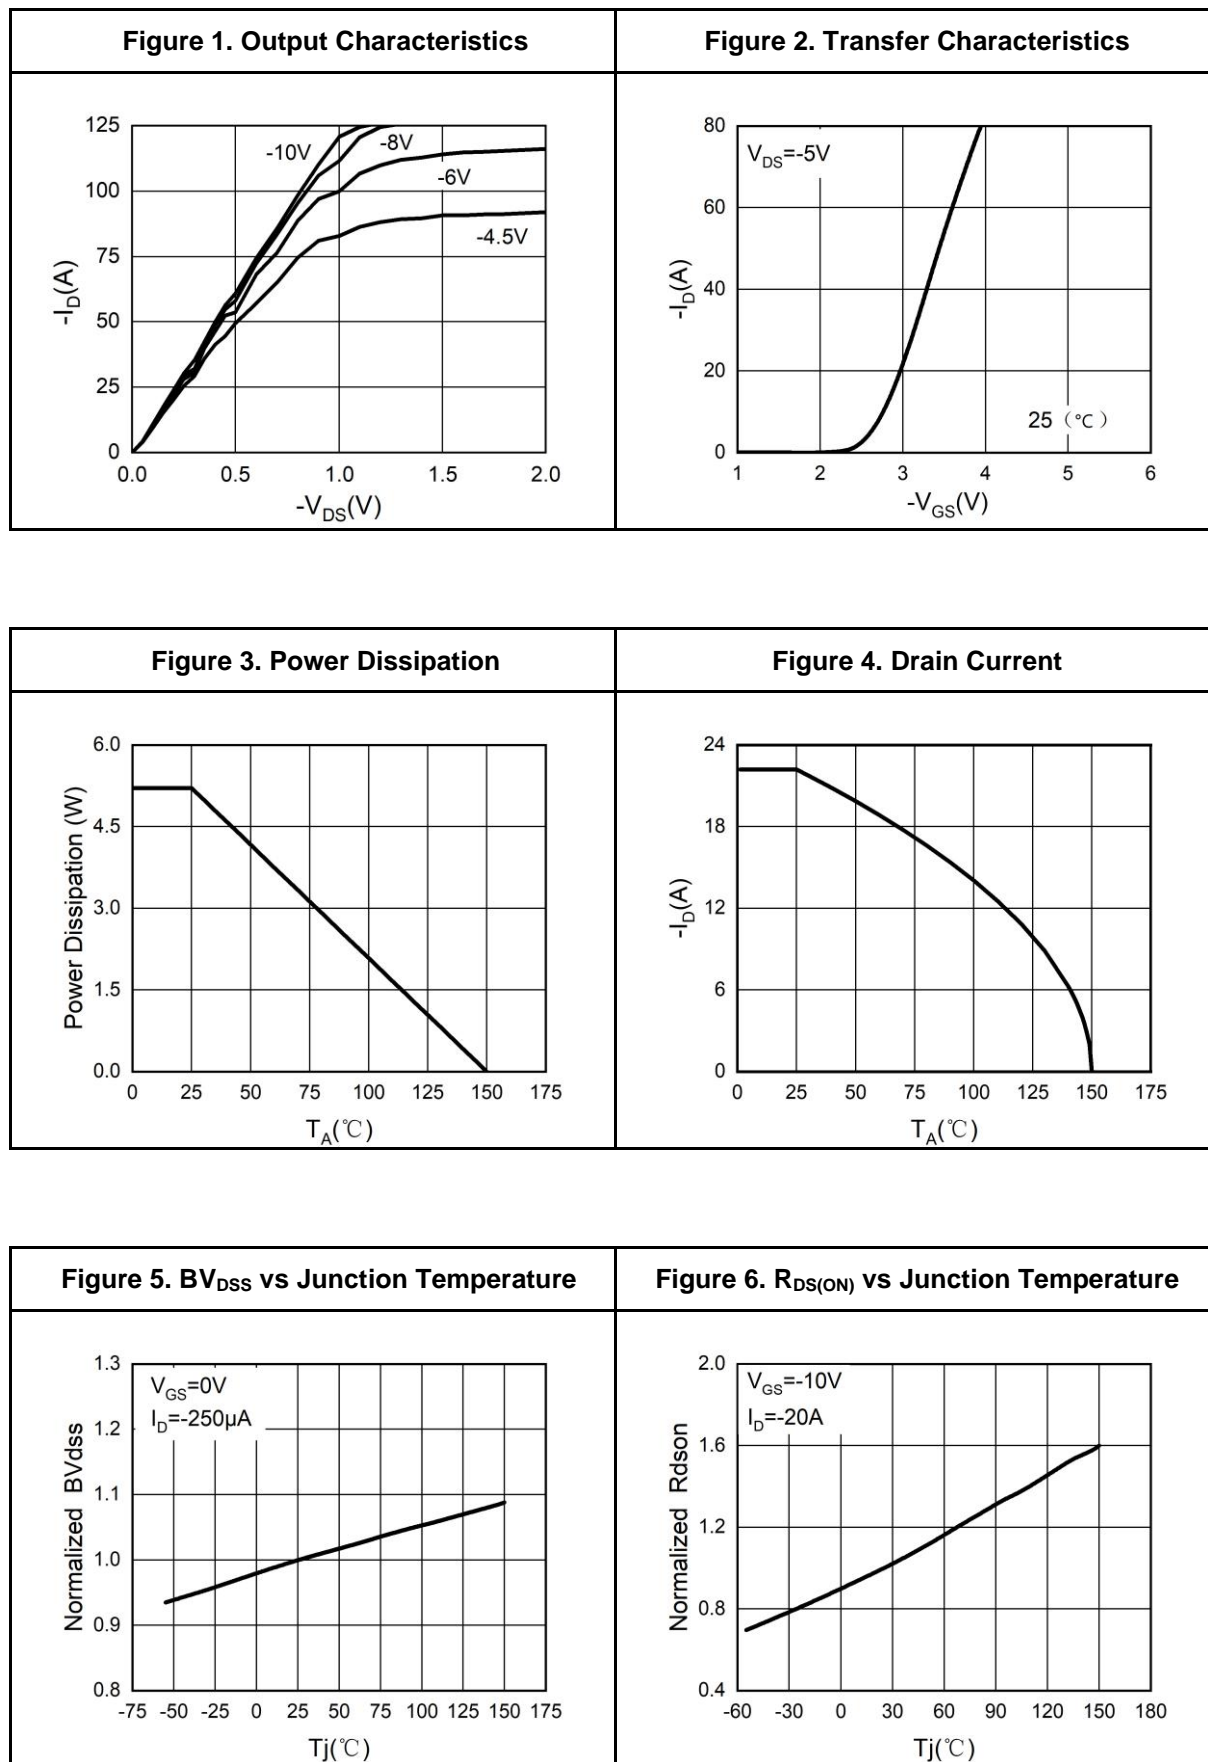 Figure 1. Output Characteristics
Figure 2. Transfer Characteristics
125
100
75
50
25
0
-I_D(A)
-10V
-8V
-6V
-4.5V
0.0 0.5 1.0 1.5 2.0
-V_DS(V)
80
60
40
20
0
-I_D(A)
V_DS=-5V
25 (℃)
1 2 3 4 5 6
-V_GS(V)
Figure 3. Power Dissipation
Figure 4. Drain Current
6.0
4.5
3.0
1.5
0.0
Power Dissipation (W)
0 25 50 75 100 125 150 175
T_A(℃)
24
18
12
6
0
-I_D(A)
0 25 50 75 100 125 150 175
T_A(℃)
Figure 5. BV_DSS vs Junction Temperature
Figure 6. R_DS(ON) vs Junction Temperature
1.3
1.2
1.1
1.0
0.9
0.8
Normalized BVdss
V_GS=0V
I_D=-250μA
-75 -50 -25 0 25 50 75 100 125 150 175
Tj(℃)
2.0
1.6
1.2
0.8
0.4
Normalized Rdson
V_GS=-10V
I_D=-20A
-60 -30 0 30 60 90 120 150 180
Tj(℃)